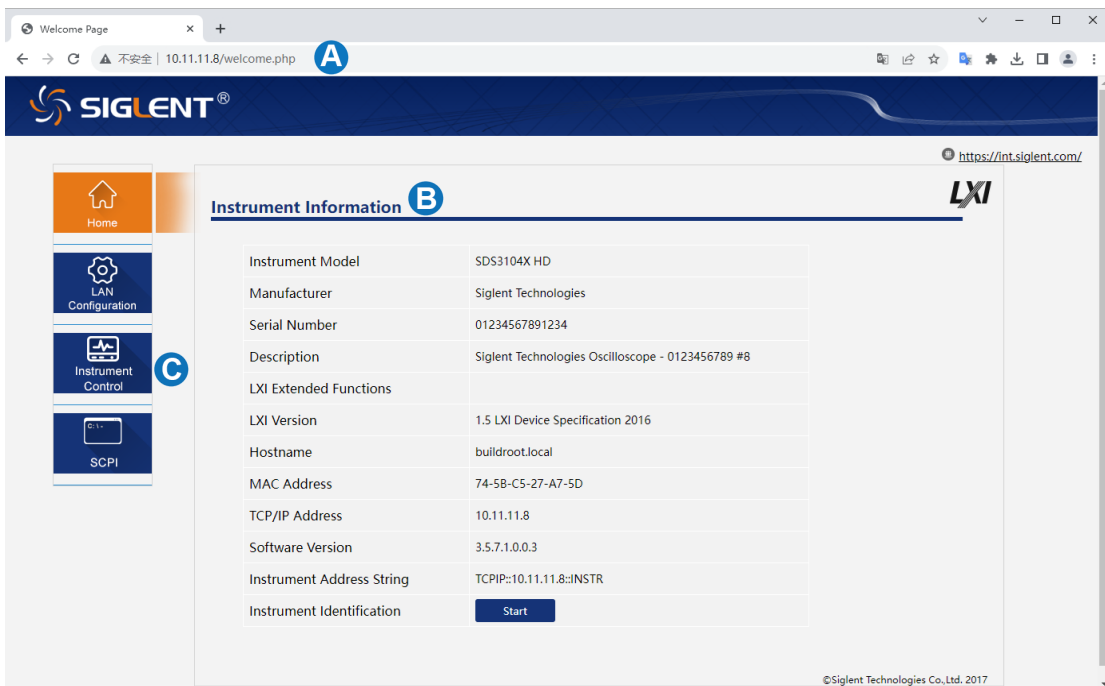 Welcome Page
不安全 | 10.11.11.8/welcome.php
A
SIGLENT®
https://int.siglent.com/
Home
Instrument Information
B
LXI
LAN
Configuration
Instrument
Control
C
C:\-
SCPI
Instrument Model SDS3104X HD
Manufacturer Siglent Technologies
Serial Number 01234567891234
Description Siglent Technologies Oscilloscope - 0123456789 #8
LXI Extended Functions
LXI Version 1.5 LXI Device Specification 2016
Hostname buildroot.local
MAC Address 74-5B-C5-27-A7-5D
TCP/IP Address 10.11.11.8
Software Version 3.5.7.1.0.0.3
Instrument Address String TCPIP::10.11.11.8::INSTR
Instrument Identification Start
©Siglent Technologies Co.,Ltd. 2017